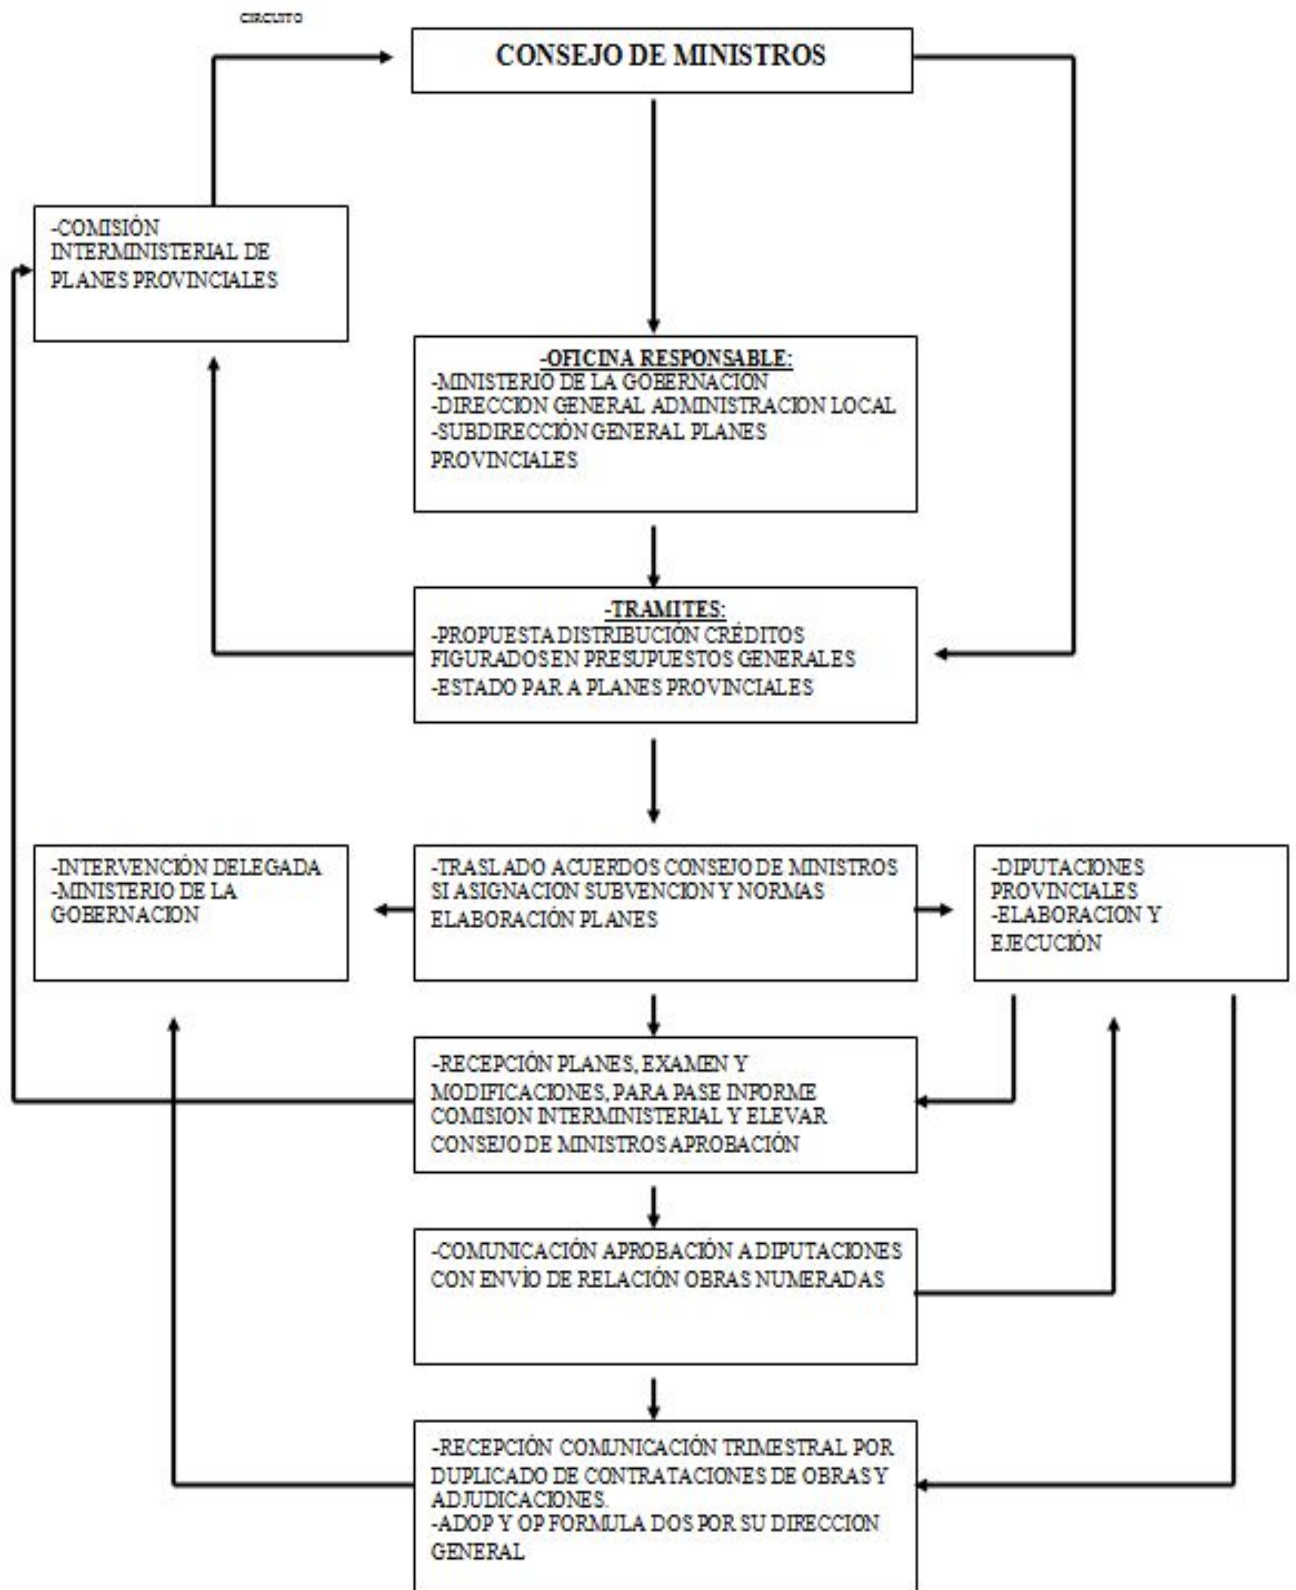 CIRCUITO
CONSEJO DE MINISTROS
-COMISIÓN
INTERMINISTERIAL DE
PLANES PROVINCIALES
-OFICINA RESPONSABLE:
-MINISTERIO DE LA GOBERNACION
-DIRECCION GENERAL ADMINISTRACION LOCAL
-SUBDIRECCIÓN GENERAL PLANES
PROVINCIALES
-TRAMITES:
-PROPUESTA DISTRIBUCIÓN CRÉDITOS
FIGURADOS EN PRESUPUESTOS GENERALES
-ESTADO PAR A PLANES PROVINCIALES
-INTERVENCIÓN DELEGADA
-MINISTERIO DE LA
GOBERNACION
-TRASLADO ACUERDOS CONSEJO DE MINISTROS
SI ASIGNACION SUBVENCION Y NORMAS
ELABORACIÓN PLANES
-DIPUTACIONES
PROVINCIALES
-ELABORACION Y
EJECUCIÓN
-RECEPCIÓN PLANES, EXAMEN Y
MODIFICACIONES, PARA PASE INFORME
COMISION INTERMINISTERIAL Y ELEVAR
CONSEJO DE MINISTROS APROBACIÓN
-COMUNICACIÓN APROBACIÓN A DIPUTACIONES
CON ENVÍO DE RELACIÓN OBRAS NUMERADAS
-RECEPCIÓN COMUNICACIÓN TRIMESTRAL POR
DUPLICADO DE CONTRATACIONES DE OBRAS Y
ADJUDICACIONES.
-ADOP Y OP FORMULA DOS POR SU DIRECCION
GENERAL